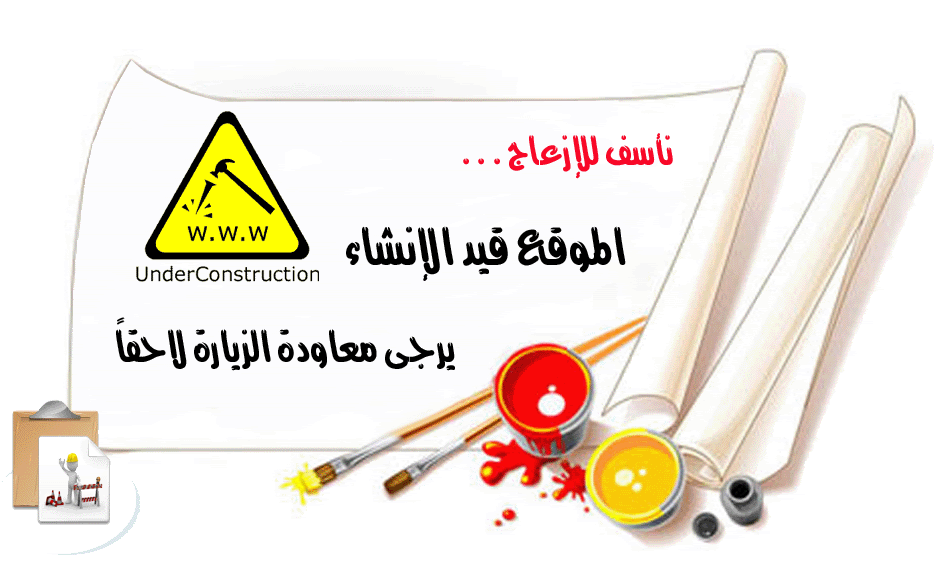 نأسف للإزعاج...
w.w.w
UnderConstruction
الموقع قيد الإنشاء
يرجى معاودة الزيارة لاحقاً